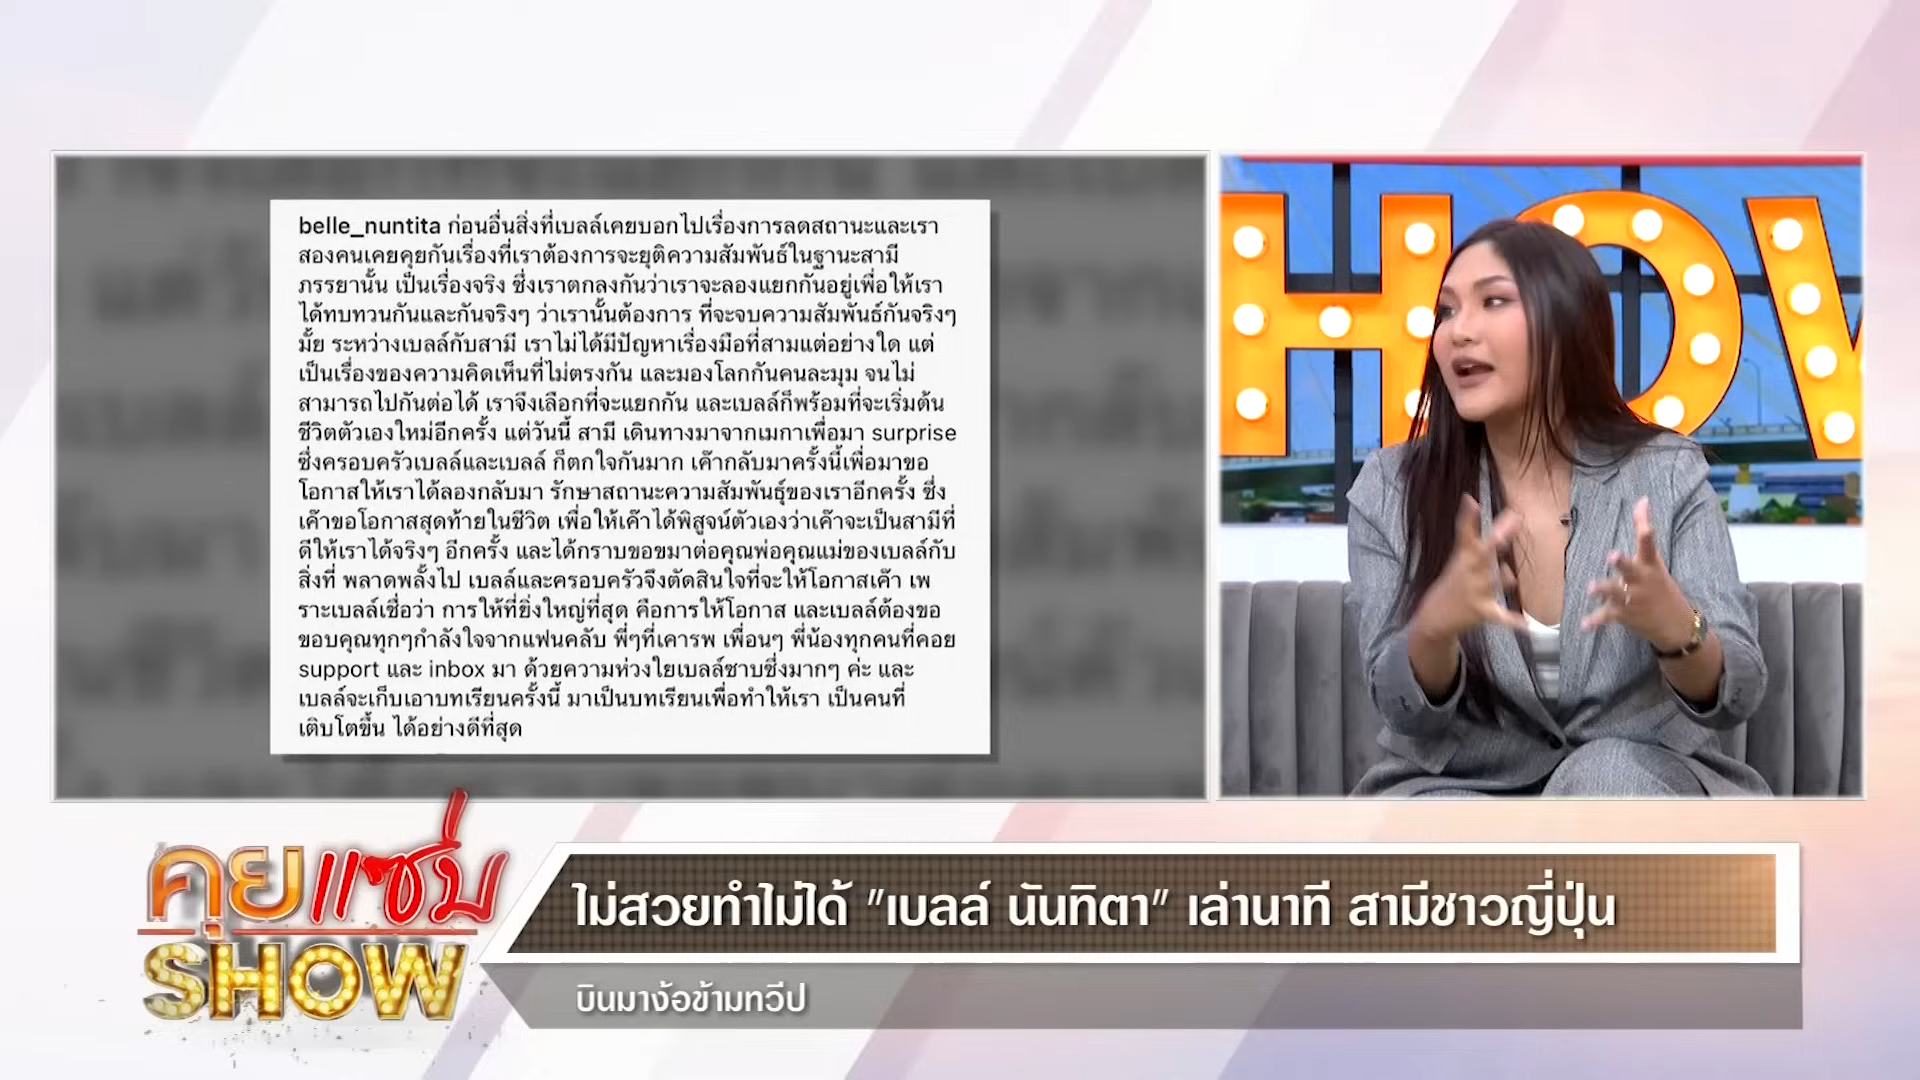 belle_nuntita ก่อนอื่นสิ่งที่เบลล์เคยบอกไปเรื่องการลดสถานะและเรา
สองคนเคยคุยกันเรื่องที่เราต้องการจะยุติความสัมพันธ์ในฐานะสามี
ภรรยานั้น เป็นเรื่องจริง ซึ่งเราตกลงกันว่าเราจะลองแยกกันอยู่เพื่อให้เรา
ได้ทบทวนกันและกันจริงๆ ว่าเรานั้นต้องการ ที่จะจบความสัมพันธ์กันจริงๆ
มั้ย ระหว่างเบลล์กับสามี เราไม่ได้มีปัญหาเรื่องมือที่สามแต่อย่างใด แต่
เป็นเรื่องของความคิดเห็นที่ไม่ตรงกัน และมองโลกกันคนละมุม จนไม่
สามารถไปกันต่อได้ เราจึงเลือกที่จะแยกกัน และเบลล์ก็พร้อมที่จะเริ่มต้น
ชีวิตตัวเองใหม่อีกครั้ง แต่วันนี้ สามี เดินทางมาจากเมกาเพื่อมา surprise
ซึ่งครอบครัวเบลล์และเบลล์ ก็ตกใจกันมาก เค๊ากลับมาครั้งนี้เพื่อมาขอ
โอกาสให้เราได้ลองกลับมา รักษาสถานะความสัมพันธุ์ของเราอีกครั้ง ซึ่ง
เค๊าขอโอกาสสุดท้ายในชีวิต เพื่อให้เค๊าได้พิสูจน์ตัวเองว่าเค๊าจะเป็นสามีที่
ดีให้เราได้จริงๆ อีกครั้ง และได้กราบขอขมาต่อคุณพ่อคุณแม่ของเบลล์กับ
สิ่งที่ พลาดพลั้งไป เบลล์และครอบครัวจึงตัดสินใจที่จะให้โอกาสเค๊า เพ
ราะเบลล์เชื่อว่า การให้ที่ยิ่งใหญ่ที่สุด คือการให้โอกาส และเบลล์ต้องขอ
ขอบคุณทุกๆกำลังใจจากแฟนคลับ พี่ๆที่เคารพ เพื่อนๆ พี่น้องทุกคนที่คอย
support และ inbox มา ด้วยความห่วงใยเบลล์ซาบซึ่งมากๆ ค่ะ และ
เบลล์จะเก็บเอาบทเรียนครั้งนี้ มาเป็นบทเรียนเพื่อทำให้เรา เป็นคนที่
เติบโตขึ้น ได้อย่างดีที่สุด
HOW
คุยแซ่บ
SHOW
ไม่สวยทำไม่ได้ "เบลล์ นันทิตา" เล่านาที สามีชาวญี่ปุ่น
บินมาง้อข้ามทวีป